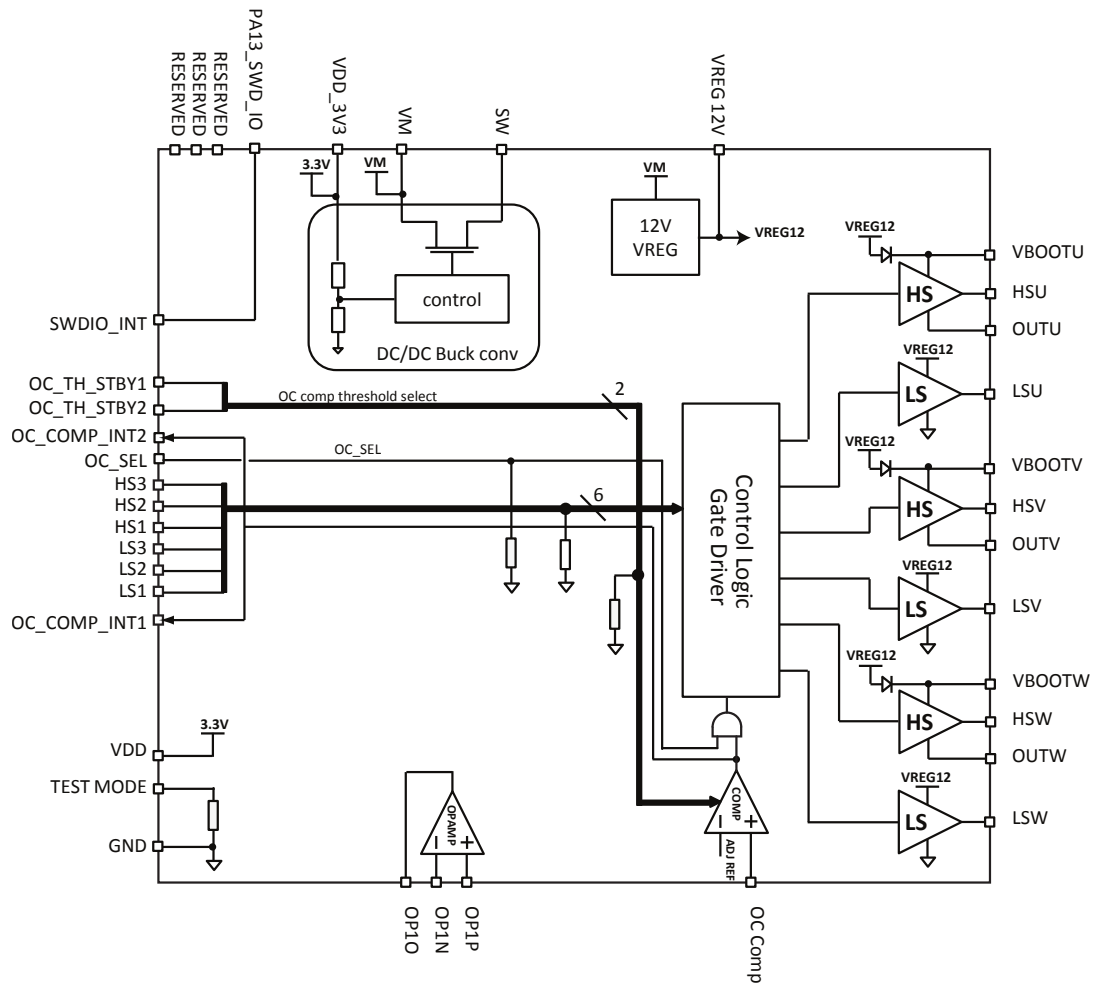 RESERVED
RESERVED
RESERVED
PA13_SWD_IO
VDD_3V3
VM
SW
VREG 12V
3.3V
VM
VM
12V
VREG
VREG12
control
DC/DC Buck conv
SWDIO_INT
OC_TH_STBY1
OC_TH_STBY2
OC_COMP_INT2
OC_SEL
HS3
HS2
HS1
LS3
LS2
LS1
OC_COMP_INT1
OC comp threshold select
2
OC_SEL
6
Control Logic
Gate Driver
VREG12
HS
VBOOTU
HSU
OUTU
VREG12
LS
LSU
VREG12
HS
VBOOTV
HSV
OUTV
VREG12
LS
LSV
VREG12
HS
VBOOTW
HSW
OUTW
VREG12
LS
LSW
3.3V
VDD
TEST MODE
GND
OPAMP
–
+
COMP
–
+
ADJ REF
OP1O
OP1N
OP1P
OC Comp